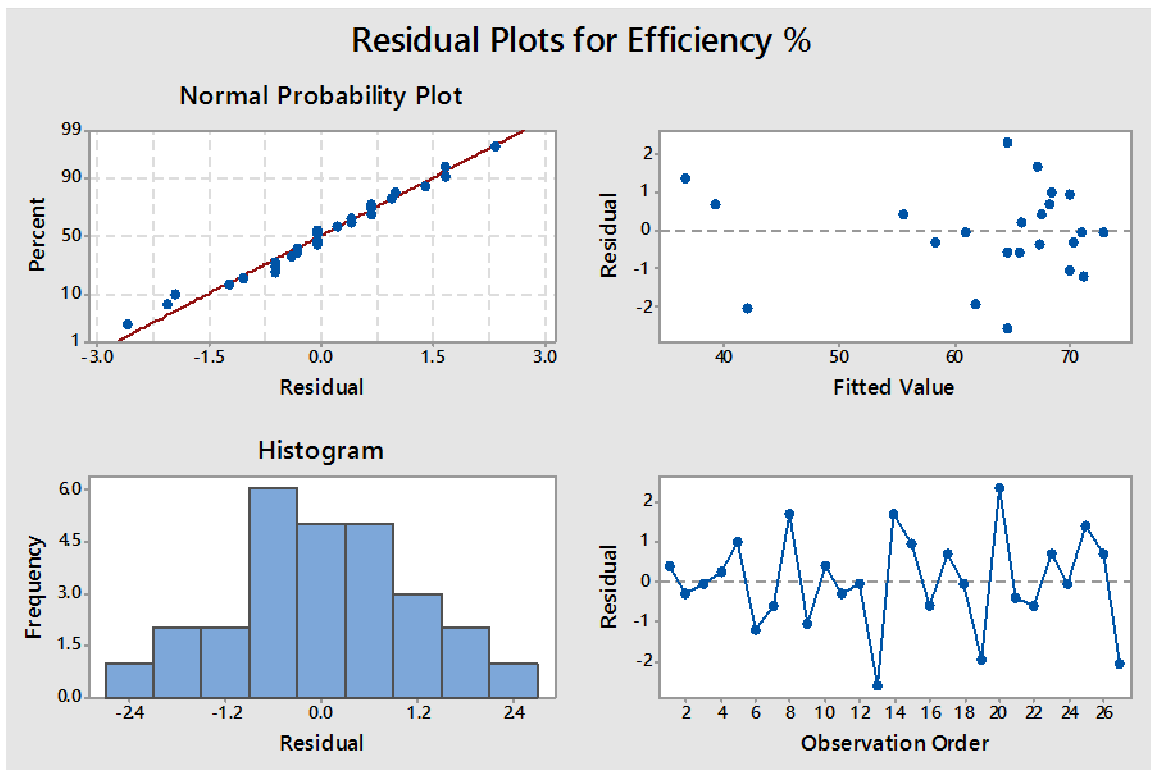 Residual Plots for Efficiency %
Normal Probability Plot
99
90
50
10
1
Percent
-3.0 -1.5 0.0 1.5 3.0
Residual
2
1
0
-1
-2
Residual
40 50 60 70
Fitted Value
Histogram
6.0
4.5
3.0
1.5
0.0
Frequency
-24 -1.2 0.0 1.2 24
Residual
2
1
0
-1
-2
Residual
2 4 6 8 10 12 14 16 18 20 22 24 26
Observation Order